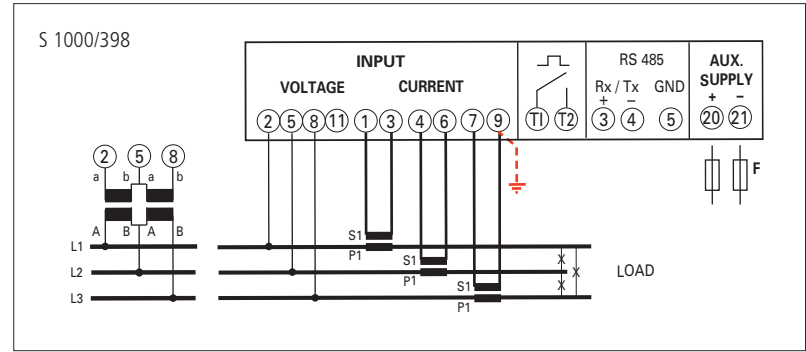 S 1000/398
INPUT
VOLTAGE CURRENT
RS 485
Rx / Tx GND
+ –
AUX.
SUPPLY
+ –
2 5 8 11 1 3 4 6 7 9 T1 T2 3 4 5 20 21
F
2 5 8
a b a b
A B A B
L1
L2
L3
S1
P1
S1
P1
S1
P1
X
X
X
LOAD